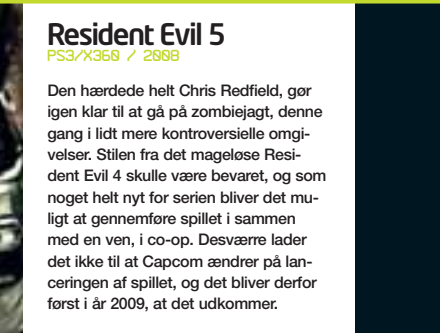 Resident Evil 5
PS3/X360 / 2008
Den hærdede helt Chris Redfield, gør
igen klar til at gå på zombiejagt, denne
gang i lidt mere kontroversielle omgi-
velser. Stilen fra det mageløse Resi-
dent Evil 4 skulle være bevaret, og som
noget helt nyt for serien bliver det mu-
ligt at gennemføre spillet i sammen
med en ven, i co-op. Desværre lader
det ikke til at Capcom ændrer på lan-
ceringen af spillet, og det bliver derfor
først i år 2009, at det udkommer.